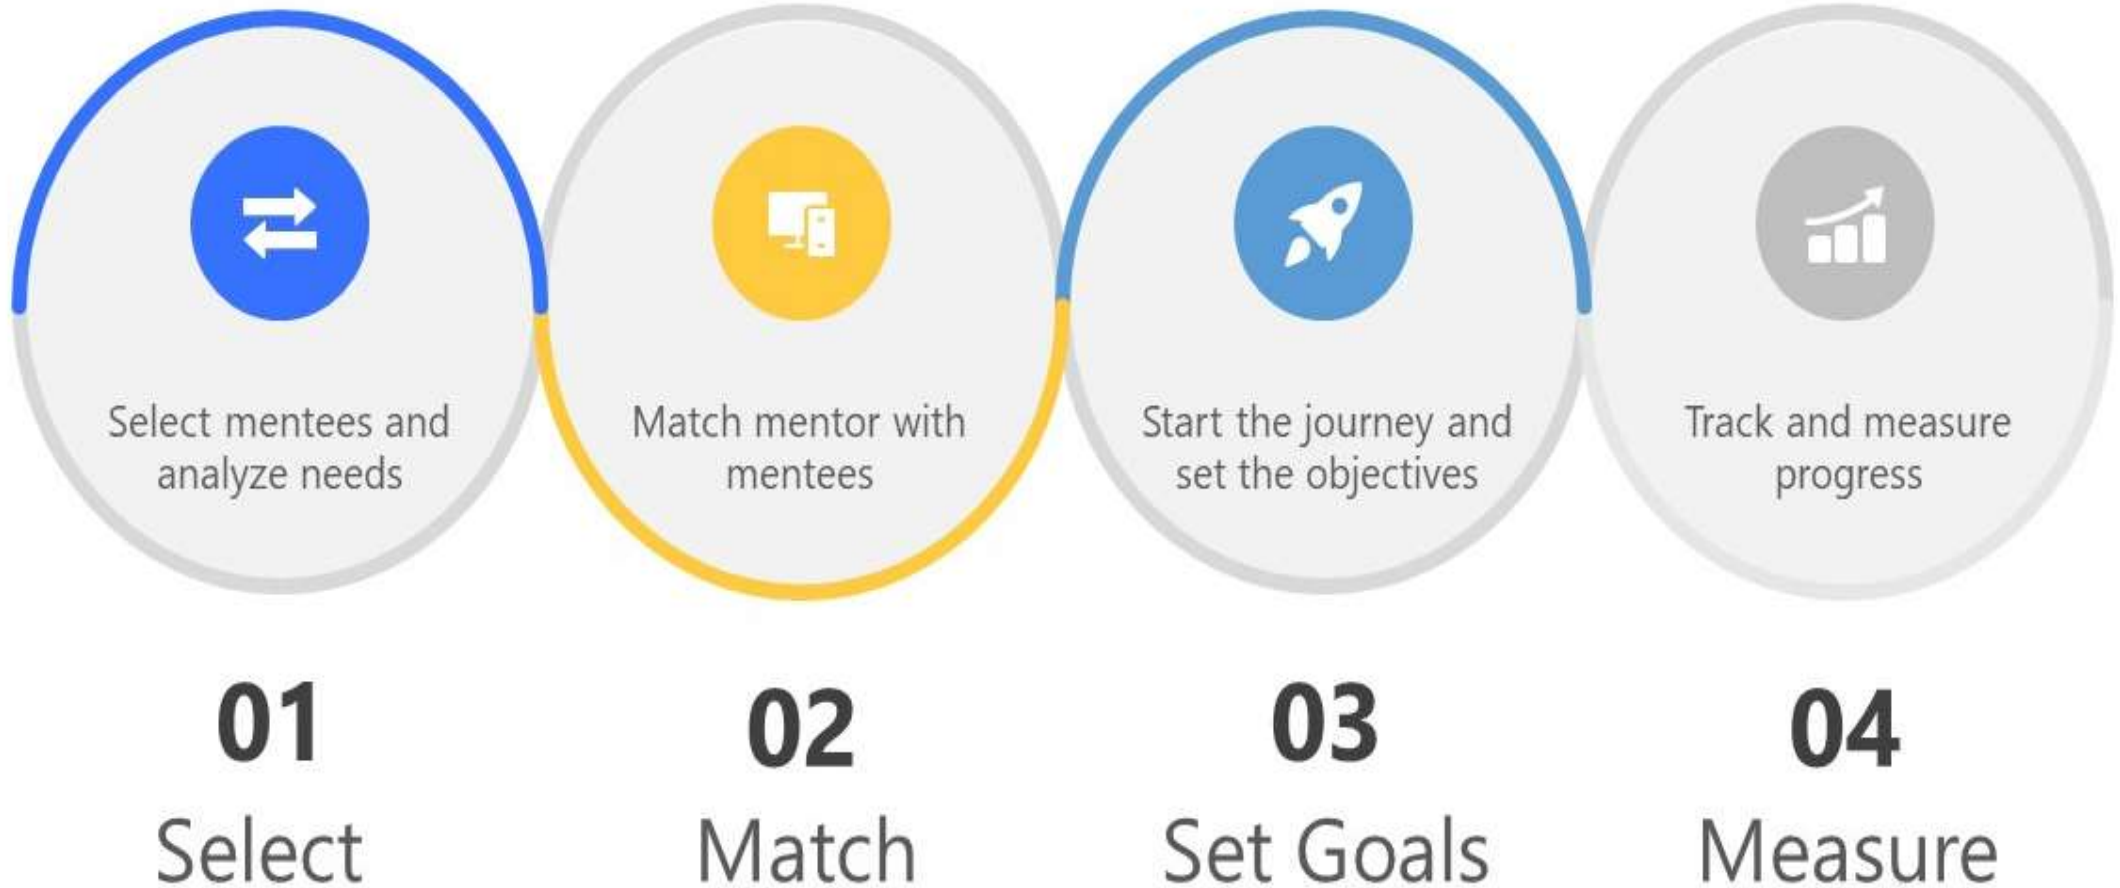 Select mentees and
analyze needs
Match mentor with
mentees
Start the journey and
set the objectives
Track and measure
progress
01
Select
02
Match
03
Set Goals
04
Measure